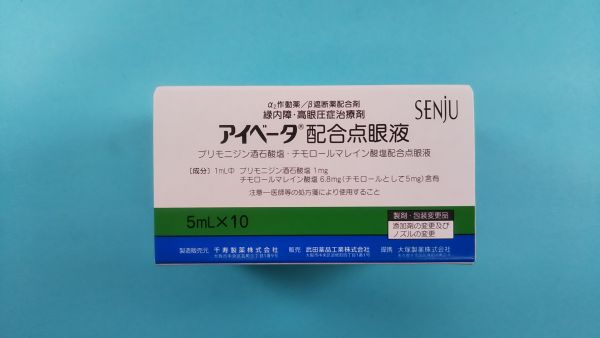 α₂作動薬/β遮断薬配合剤
緑内障・高眼圧症治療剤
SENJU
アイベータ®配合点眼液
ブリモニジン酒石酸塩・チモロールマレイン酸塩配合点眼液
〔成分〕1mL中 ブリモニジン酒石酸塩 1mg
チモロールマレイン酸塩 6.8mg(チモロールとして5mg)含有
注意－医師等の処方箋により使用すること
5mL×10
製剤・包装変更品
添加剤の変更及び
ノズルの変更
製造販売元 千寿製薬株式会社 販売 武田薬品工業株式会社 提携 大塚製薬株式会社